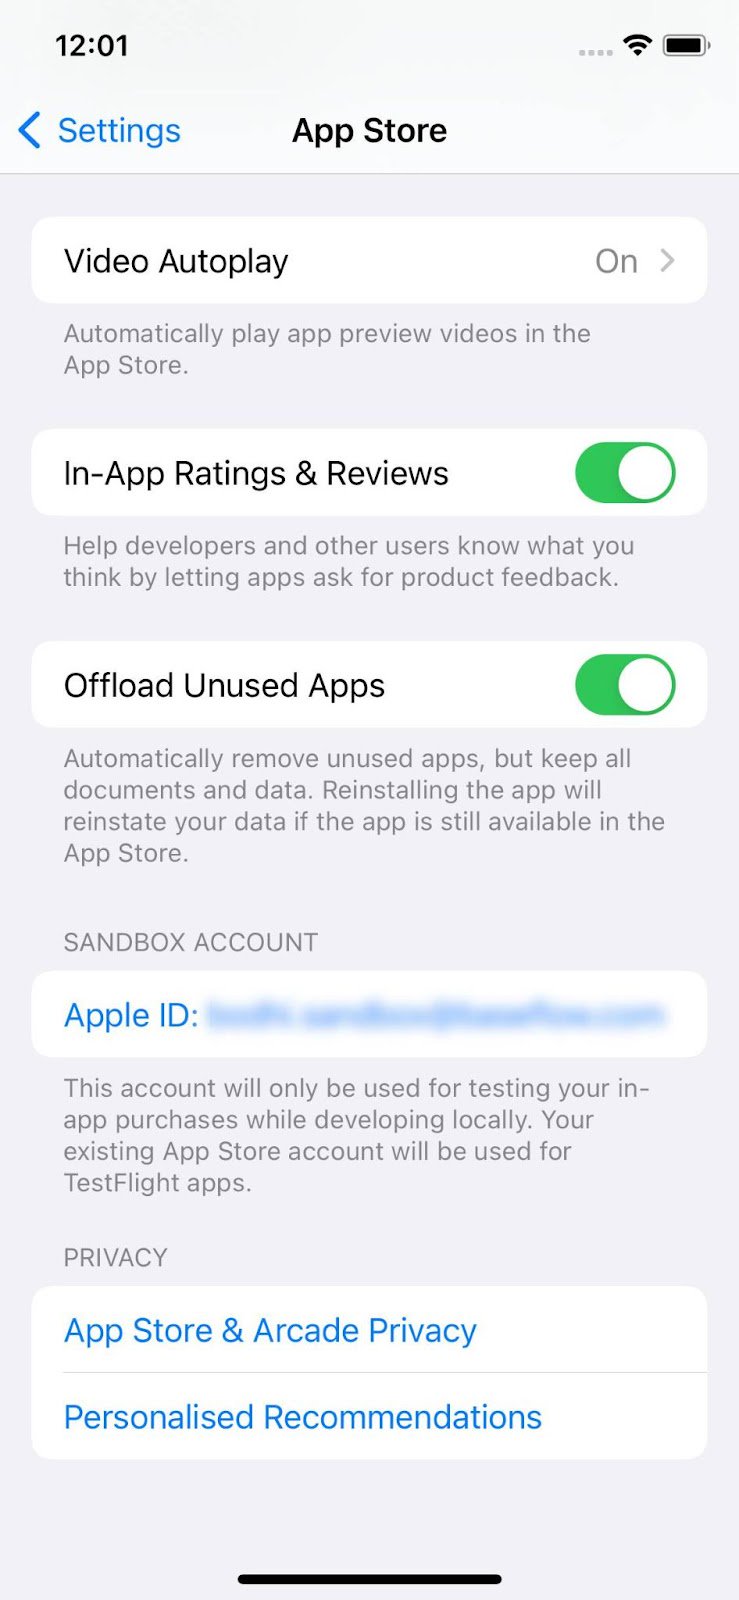 12:01
Settings
App Store
Video Autoplay On
Automatically play app preview videos in the
App Store.
In-App Ratings & Reviews
Help developers and other users know what you
think by letting apps ask for product feedback.
Offload Unused Apps
Automatically remove unused apps, but keep all
documents and data. Reinstalling the app will
reinstate your data if the app is still available in the
App Store.
SANDBOX ACCOUNT
Apple ID:
This account will only be used for testing your in-
app purchases while developing locally. Your
existing App Store account will be used for
TestFlight apps.
PRIVACY
App Store & Arcade Privacy
Personalised Recommendations